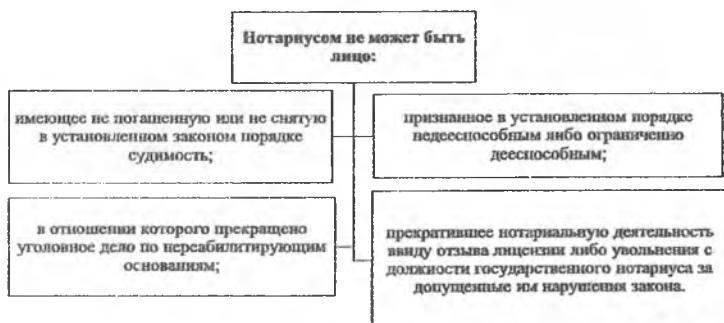 Нотариусом не может быть
лицо:
имеющее не погашенную или не снятую
в установленном законом порядке
судимость;
признанное в установленном порядке
недееспособным либо ограниченно
дееспособным;
в отношении которого прекращено
уголовное дело по нереабилитирующим
основаниям;
прекратившее нотариальную деятельность
ввиду отзыва лицензии либо увольнения с
должности государственного нотариуса за
допущенные им нарушения закона.